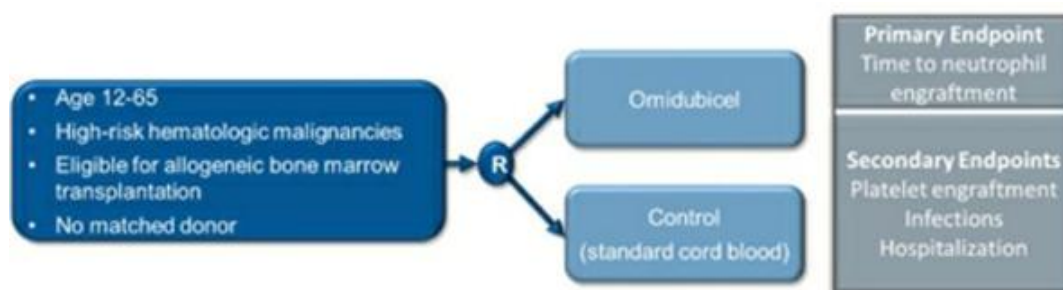 • Age 12-65
• High-risk hematologic malignancies
• Eligible for allogeneic bone marrow
transplantation
• No matched donor
R
Omidubicel
Control
(standard cord blood)
Primary Endpoint
Time to neutrophil
engraftment
Secondary Endpoints
Platelet engraftment
Infections
Hospitalization